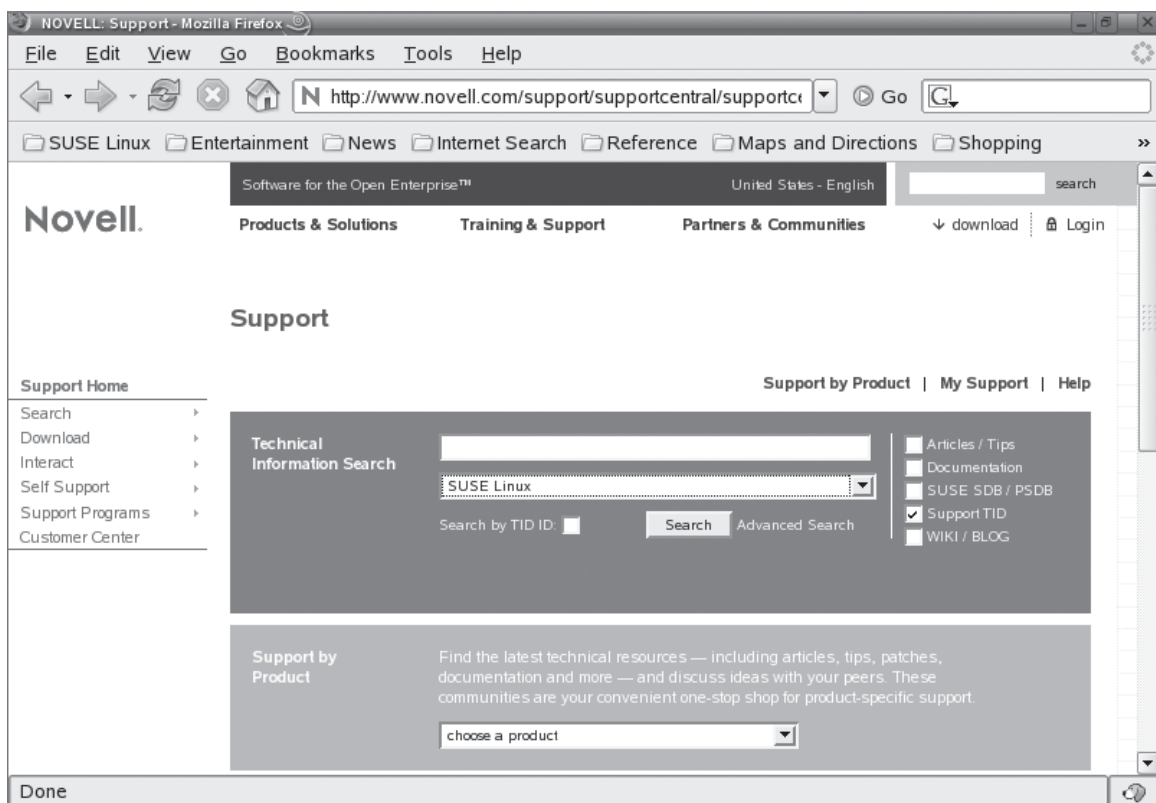 NOVELL: Support - Mozilla Firefox
File Edit View Go Bookmarks Tools Help
N http://www.novell.com/support/supportcentral/supportce Go G
SUSE Linux Entertainment News Internet Search Reference Maps and Directions Shopping »
Software for the Open Enterprise™ United States - English search
Novell.
Products & Solutions Training & Support Partners & Communities download Login
Support
Support Home
Search
Download
Interact
Self Support
Support Programs
Customer Center
Support by Product | My Support | Help
Technical
Information Search
SUSE Linux
Search by TID ID: Search Advanced Search
Articles / Tips
Documentation
SUSE SDB / PSDB
Support TID
WIKI / BLOG
Support by
Product
Find the latest technical resources — including articles, tips, patches,
documentation and more — and discuss ideas with your peers. These
communities are your convenient one-stop shop for product-specific support.
choose a product
Done